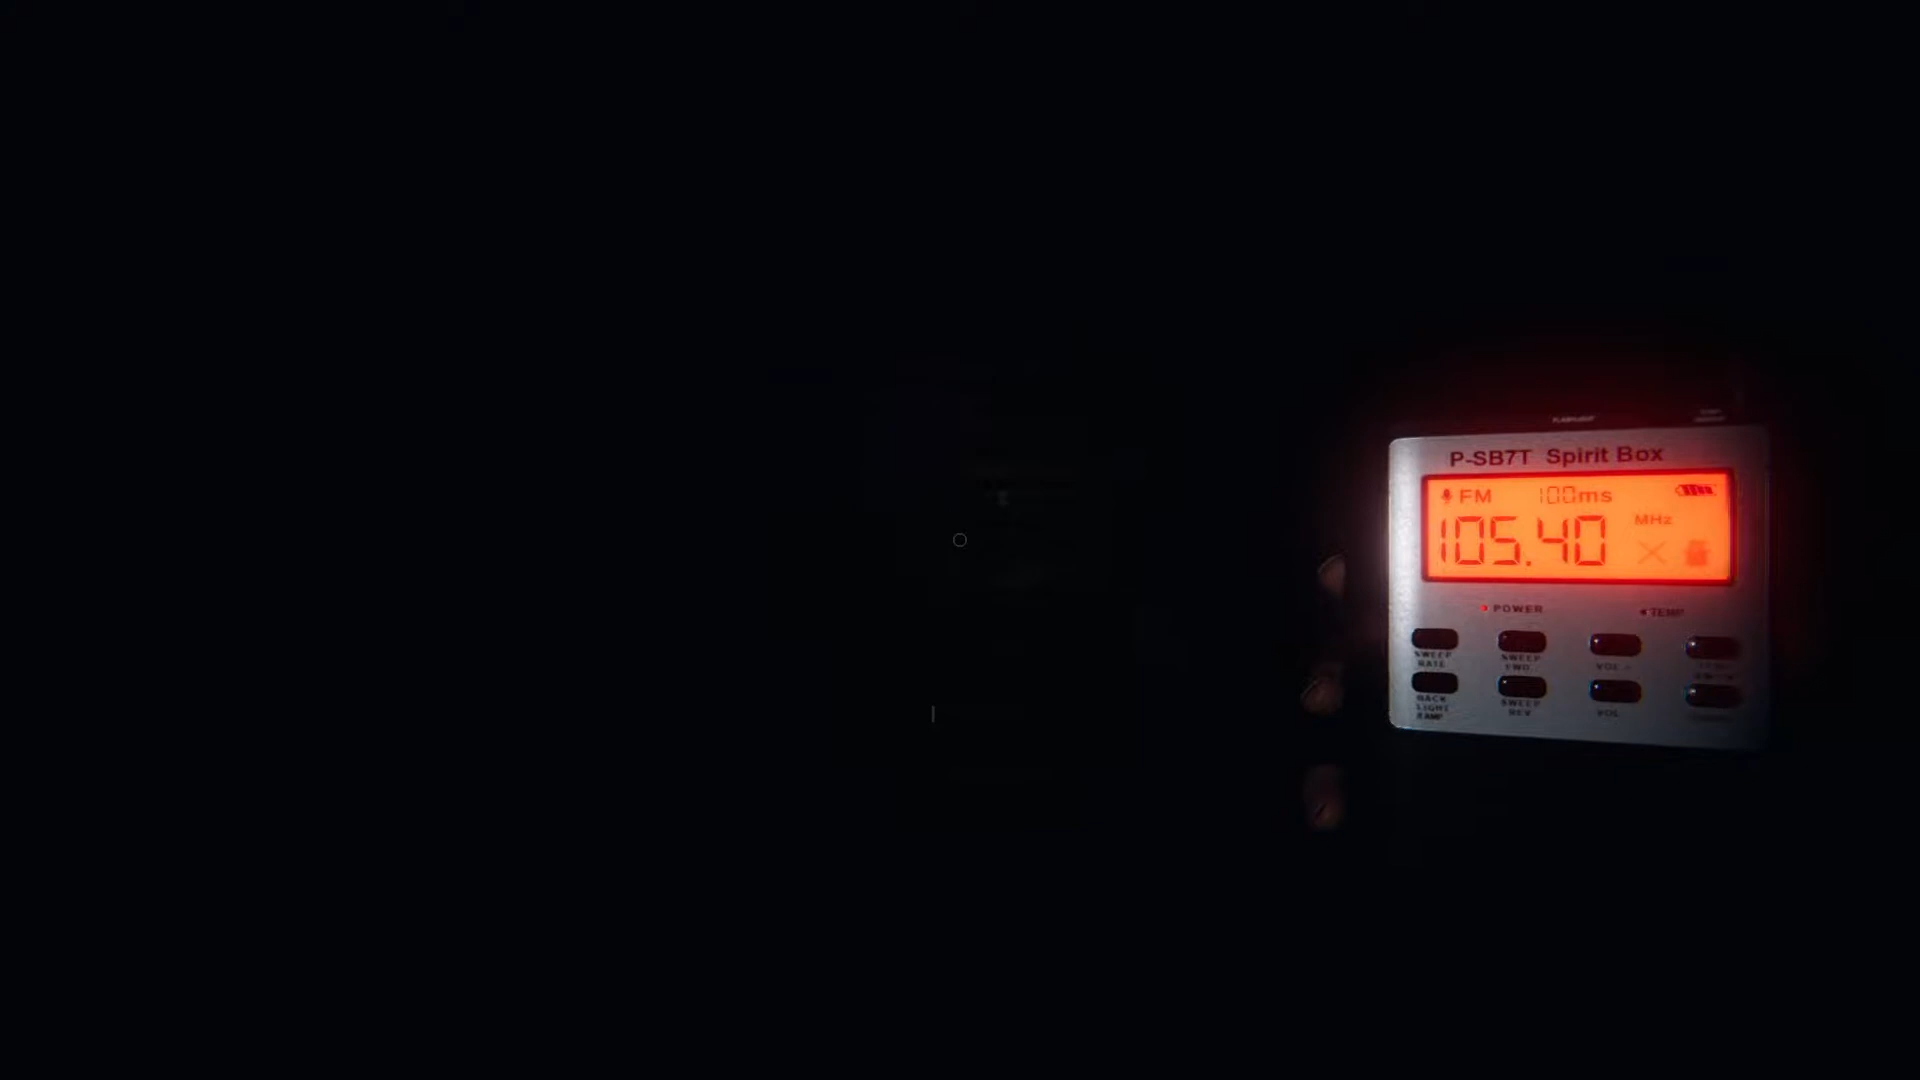 P-SB7T Spirit Box
FM 100ms
105.40 MHz
POWER TEMP
SWEEP RATE
SWEEP FWD
VOL
BACK LIGHT
SWEEP REV
VOL